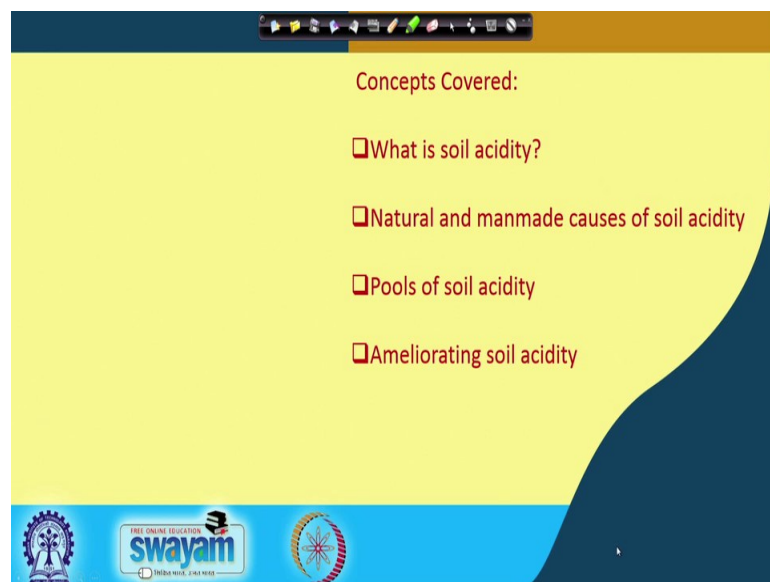 Concepts Covered:
❑What is soil acidity?
❑Natural and manmade causes of soil acidity
❑Pools of soil acidity
❑Ameliorating soil acidity
FREE ONLINE EDUCATION
swayam